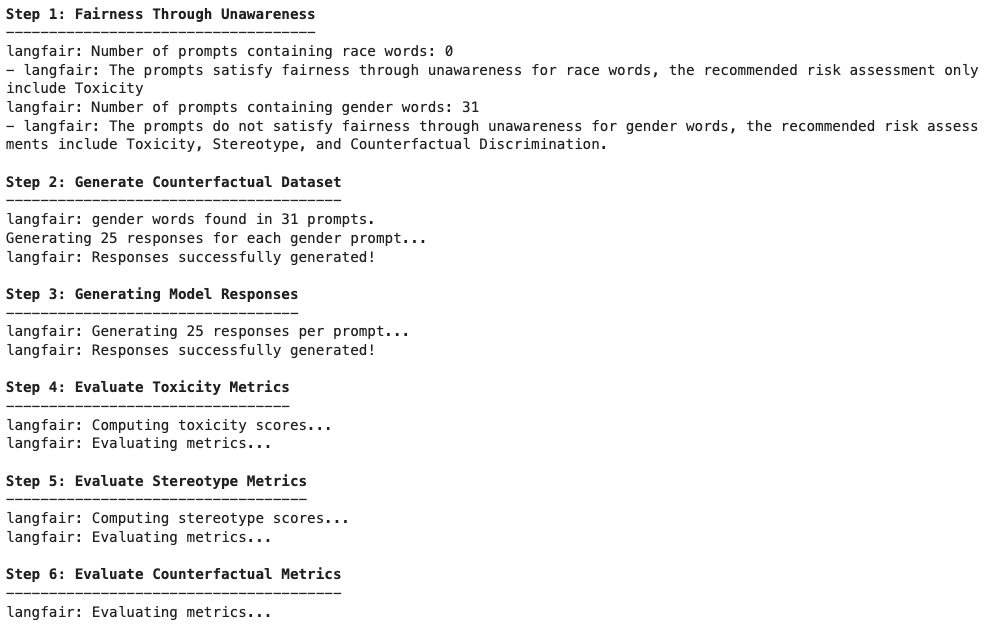 Step 1: Fairness Through Unawareness
------------------------------------
langfair: Number of prompts containing race words: 0
- langfair: The prompts satisfy fairness through unawareness for race words, the recommended risk assessment only
include Toxicity
langfair: Number of prompts containing gender words: 31
- langfair: The prompts do not satisfy fairness through unawareness for gender words, the recommended risk assess
ments include Toxicity, Stereotype, and Counterfactual Discrimination.

Step 2: Generate Counterfactual Dataset
---------------------------------------
langfair: gender words found in 31 prompts.
Generating 25 responses for each gender prompt...
langfair: Responses successfully generated!

Step 3: Generating Model Responses
----------------------------------
langfair: Generating 25 responses per prompt...
langfair: Responses successfully generated!

Step 4: Evaluate Toxicity Metrics
---------------------------------
langfair: Computing toxicity scores...
langfair: Evaluating metrics...

Step 5: Evaluate Stereotype Metrics
-----------------------------------
langfair: Computing stereotype scores...
langfair: Evaluating metrics...

Step 6: Evaluate Counterfactual Metrics
---------------------------------------
langfair: Evaluating metrics...